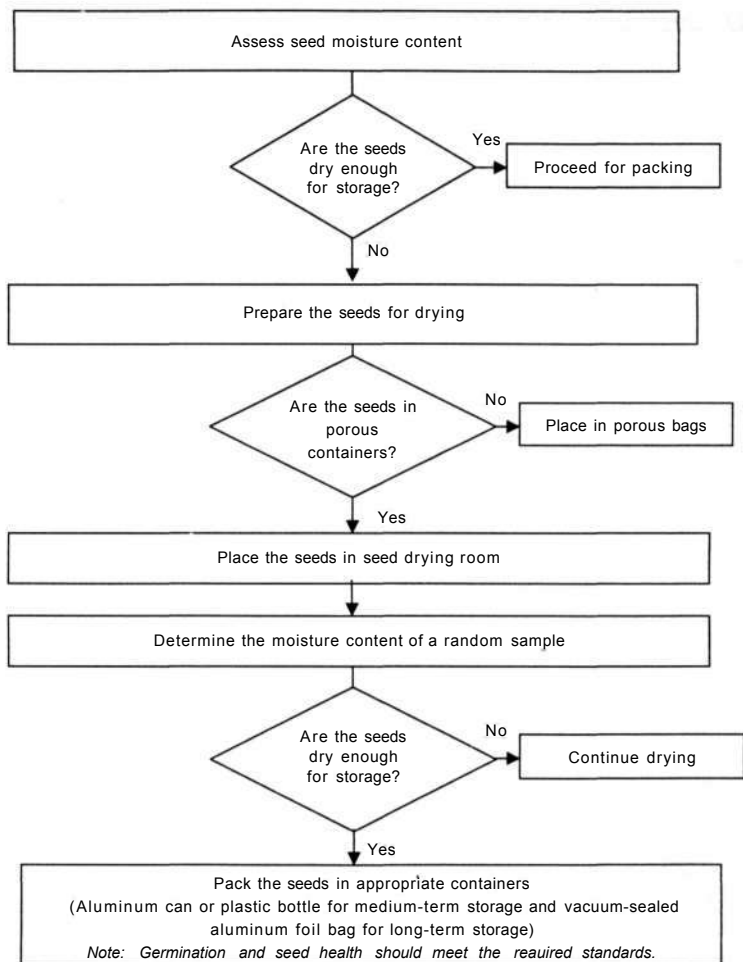 Assess seed moisture content
Are the seeds
dry enough
for storage?
Yes
Proceed for packing
No
Prepare the seeds for drying
Are the seeds in
porous
containers?
No
Place in porous bags
Yes
Place the seeds in seed drying room
Determine the moisture content of a random sample
Are the seeds
dry enough
for storage?
No
Continue drying
Yes
Pack the seeds in appropriate containers
(Aluminum can or plastic bottle for medium-term storage and vacuum-sealed
aluminum foil bag for long-term storage)
Note: Germination and seed health should meet the reauired standards.